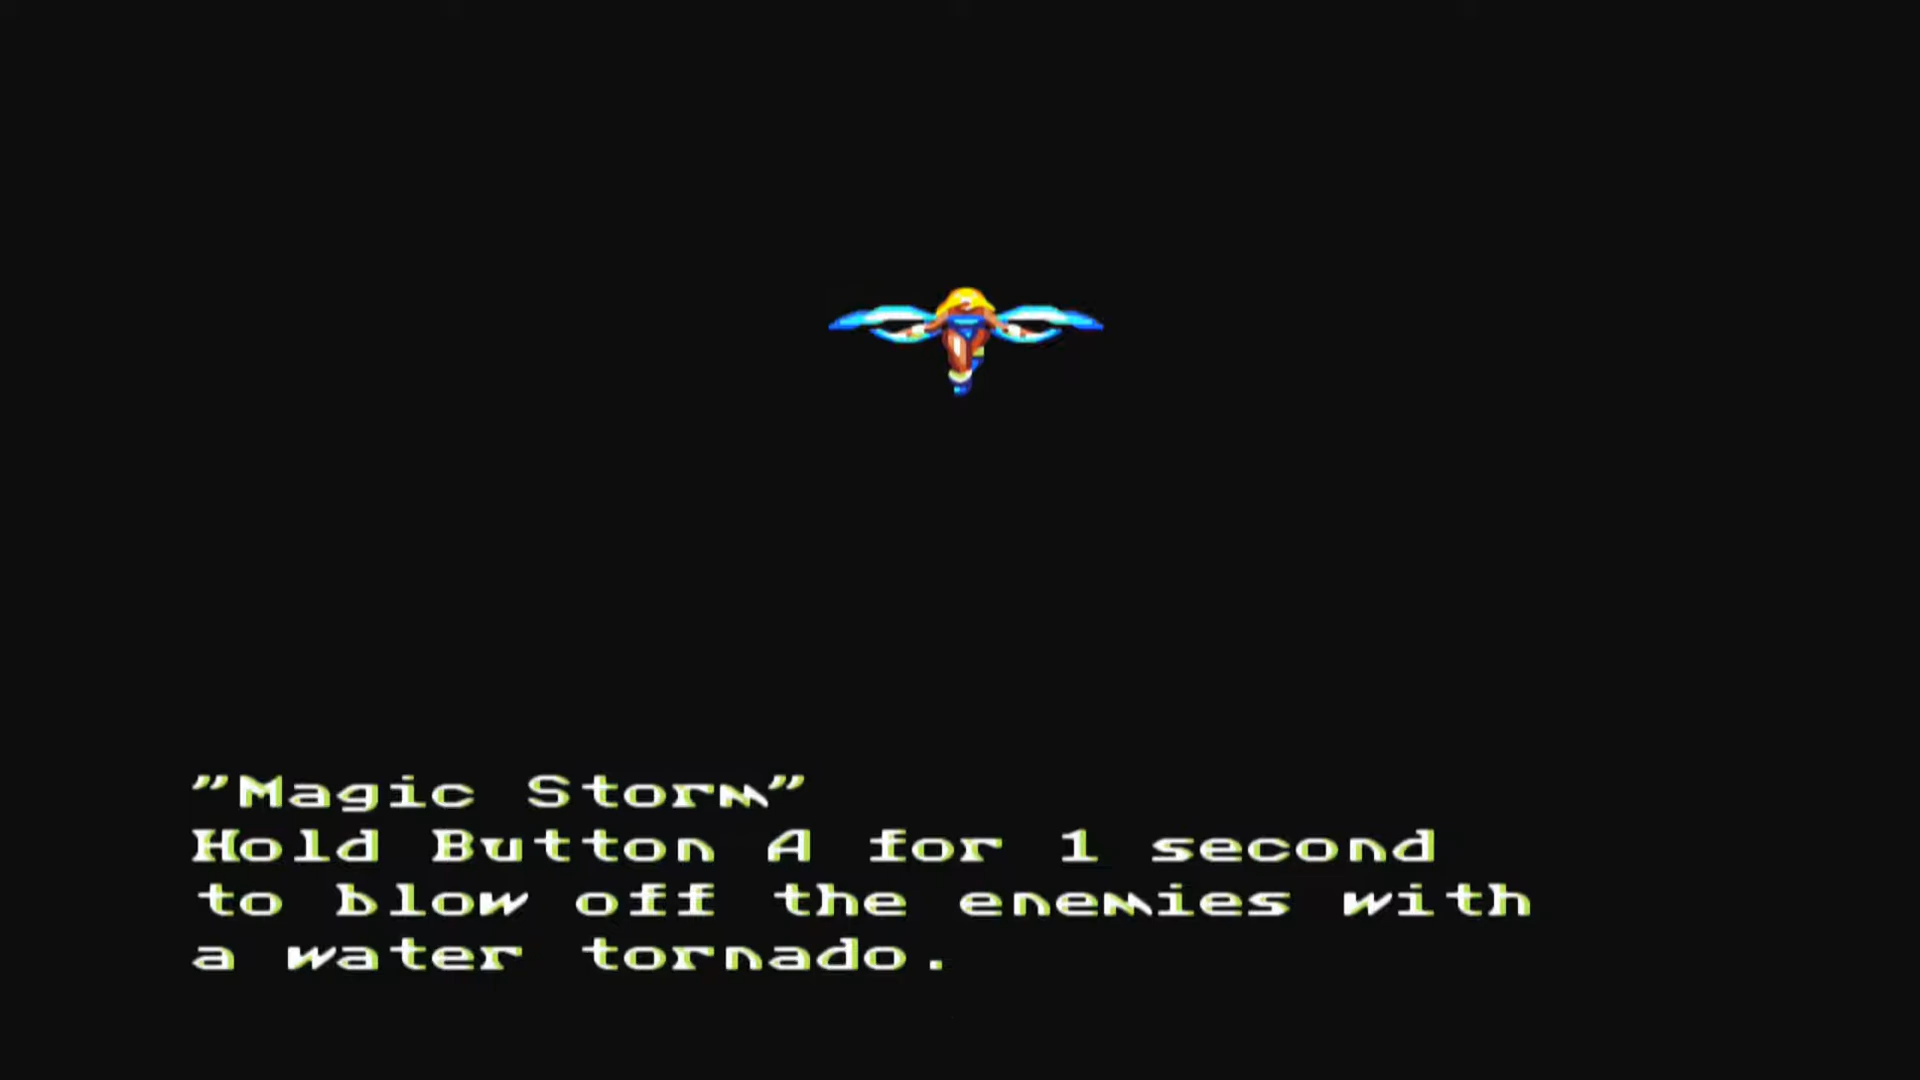 "Magic Storm"
Hold Button A for 1 second
to blow off the enemies with
a water tornado.